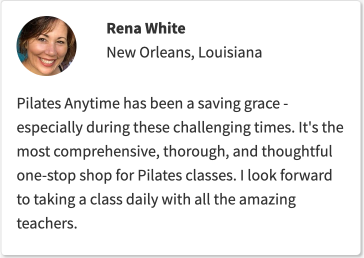 Rena White
New Orleans, Louisiana
Pilates Anytime has been a saving grace -
especially during these challenging times. It's the
most comprehensive, thorough, and thoughtful
one-stop shop for Pilates classes. I look forward
to taking a class daily with all the amazing
teachers.